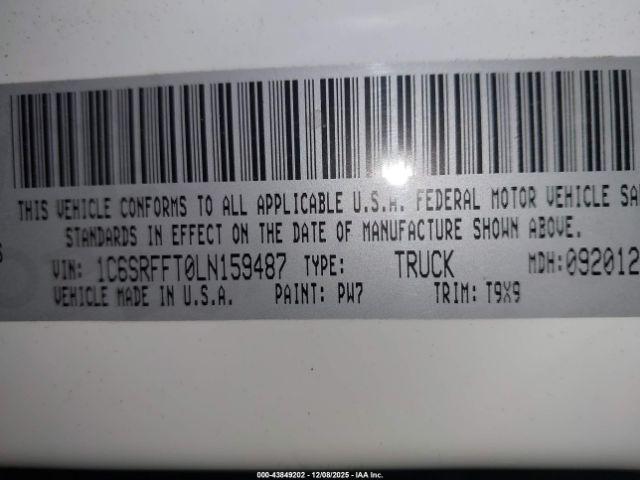 THIS VEHICLE CONFORMS TO ALL APPLICABLE U.S.A. FEDERAL MOTOR VEHICLE SA
STANDARDS IN EFFECT ON THE DATE OF MANUFACTURE SHOWN ABOVE.
VIN: 1C6SRFFT0LN159487 TYPE: TRUCK MDH:092012
VEHICLE MADE IN U.S.A. PAINT: PW7 TRIM: T9X9
000-43849202 - 12/08/2025 - IAA Inc.